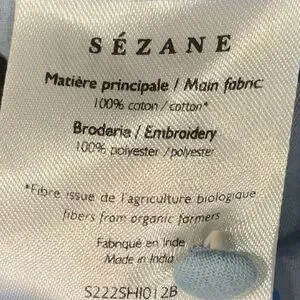 SÉZANE
Matière principale / Main fabric:
100% coton / cotton*
Broderie / Embroidery
100% polyester / polyester
*Fibre issue de l'agriculture biologique
fibers from organic farmers
Fabriqué en Inde
Made in India
S222SHI012B